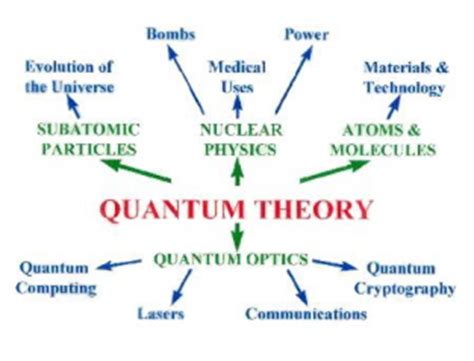 Bombs
Power
Evolution of
the Universe
Medical
Uses
Materials &
Technology
SUBATOMIC
PARTICLES
NUCLEAR
PHYSICS
ATOMS &
MOLECULES
QUANTUM THEORY
QUANTUM OPTICS
Quantum
Computing
Quantum
Cryptography
Lasers
Communications